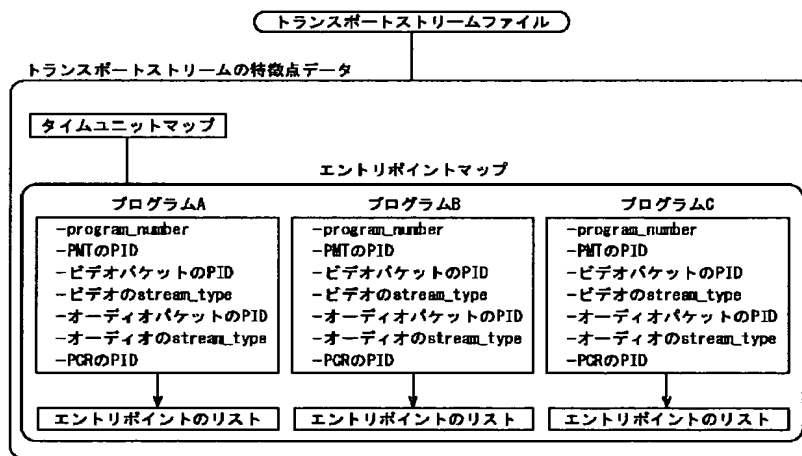 トランスポートストリームファイル
トランスポートストリームの特徴点データ
タイムユニットマップ
エントリポイントマップ
プログラムA
-program_number
-PMTのPID
-ビデオパケットのPID
-ビデオのstream_type
-オーディオパケットのPID
-オーディオのstream_type
-PCRのPID
エントリポイントのリスト
プログラムB
-program_number
-PMTのPID
-ビデオパケットのPID
-ビデオのstream_type
-オーディオパケットのPID
-オーディオのstream_type
-PCRのPID
エントリポイントのリスト
プログラムC
-program_number
-PMTのPID
-ビデオパケットのPID
-ビデオのstream_type
-オーディオパケットのPID
-オーディオのstream_type
-PCRのPID
エントリポイントのリスト